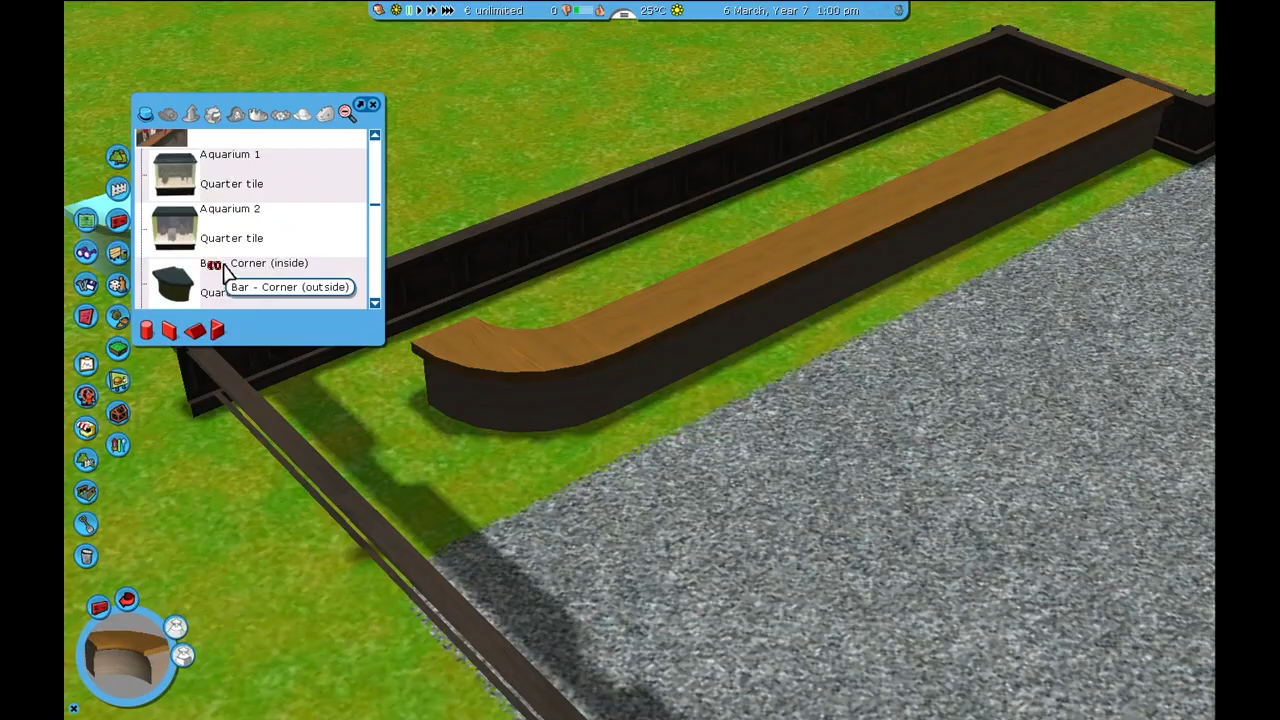 € unlimited 0 25°C 6 March, Year 7 1:00 pm
Aquarium 1
Quarter tile
Aquarium 2
Quarter tile
Corner (inside)
Bar - Corner (outside)